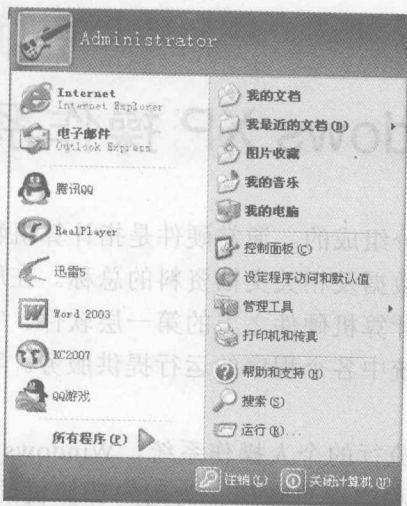 Administrator
Internet
Internet Explorer
电子邮件
Outlook Express
腾讯QQ
RealPlayer
迅雷5
Word 2003
KC2007
QQ游戏
所有程序(P)
我的文档
我最近的文档(D)
图片收藏
我的音乐
我的电脑
控制面板(C)
设定程序访问和默认值
管理工具
打印机和传真
帮助和支持(H)
搜索(S)
运行(R)...
注销(L)
关闭计算机(U)